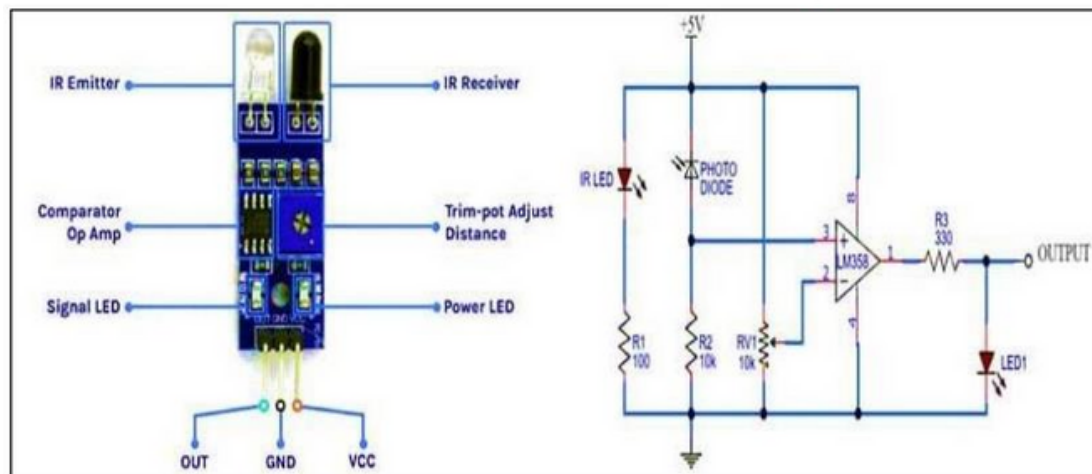 IR Emitter
IR Receiver
Comparator
Op Amp
Trim-pot Adjust
Distance
Signal LED
Power LED
OUT
GND
VCC
+5V
IR LED
PHOTO
DIODE
8
3
+
LM358
1
2
-
4
R3
330
OUTPUT
R1
100
R2
10k
RV1
10k
LED1